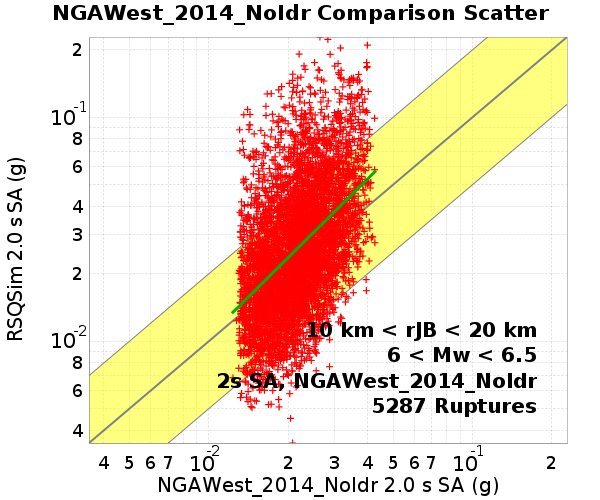 NGAWest_2014_NoIdr Comparison Scatter
RSQSim 2.0 s SA (g)
2
10-1
8
6
4
3
2
10-2
8
6
4
10 km < rJB < 20 km
6 < Mw < 6.5
2s SA, NGAWest_2014_NoIdr
5287 Ruptures
4 5 6 7 10-2 2 3 4 5 6 7 10-1 2
NGAWest_2014_NoIdr 2.0 s SA (g)